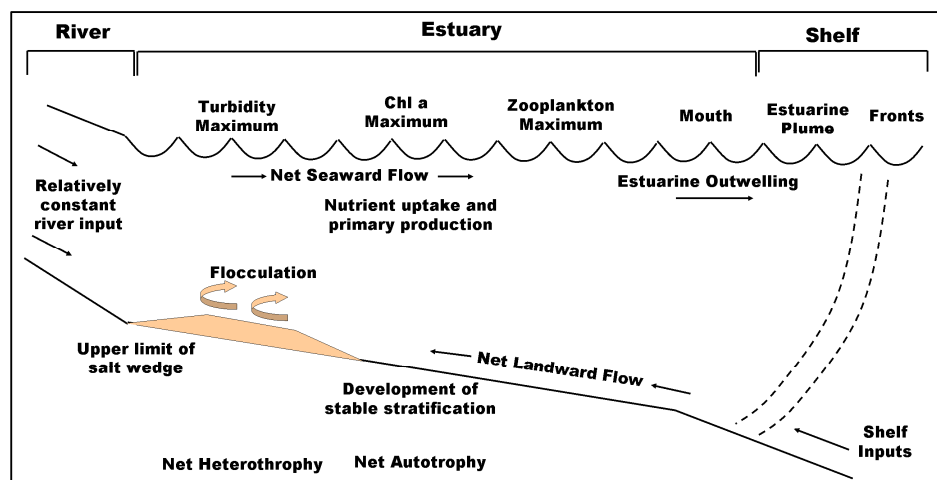 River
Estuary
Shelf
Turbidity
Maximum
Chl a
Maximum
Zooplankton
Maximum
Mouth
Estuarine
Plume
Fronts
Relatively
constant
river input
Net Seaward Flow
Estuarine Outwelling
Nutrient uptake and
primary production
Flocculation
Upper limit of
salt wedge
Net Landward Flow
Development of
stable stratification
Shelf
Inputs
Net Heterothrophy
Net Autotrophy